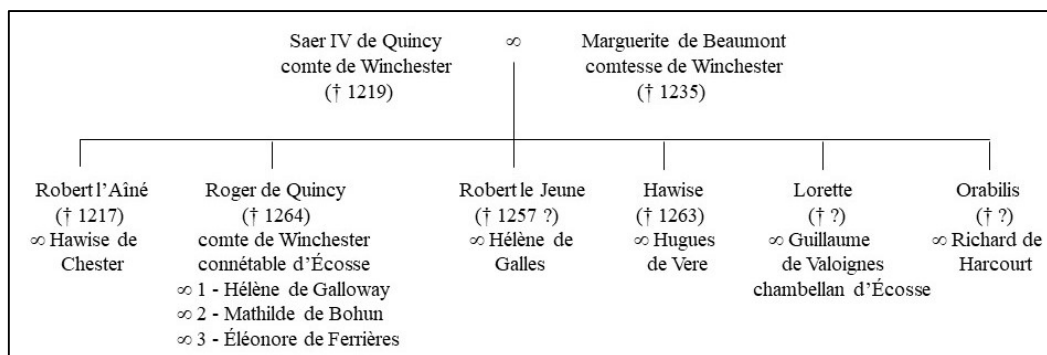 Saer IV de Quincy ∞ Marguerite de Beaumont
comte de Winchester comtesse de Winchester
(† 1219) († 1235)
Robert l’Aîné
(† 1217)
∞ Hawise de
Chester
Roger de Quincy
(† 1264)
comte de Winchester
connétable d’Écosse
∞ 1 - Hélène de Galloway
∞ 2 - Mathilde de Bohun
∞ 3 - Éléonore de Ferrières
Robert le Jeune
(† 1257 ?)
∞ Hélène de
Galles
Hawise
(† 1263)
∞ Hugues
de Vere
Lorette
(† ?)
∞ Guillaume
de Valoignes
chambellan d’Écosse
Orabilis
(† ?)
∞ Richard de
Harcourt